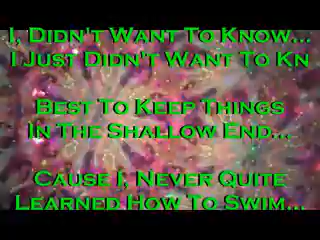 I, Didn't Want To Know...
I Just Didn't Want To Kn
Best To Keep Things
In The Shallow End...
Cause I, Never Quite
Learned How To Swim...